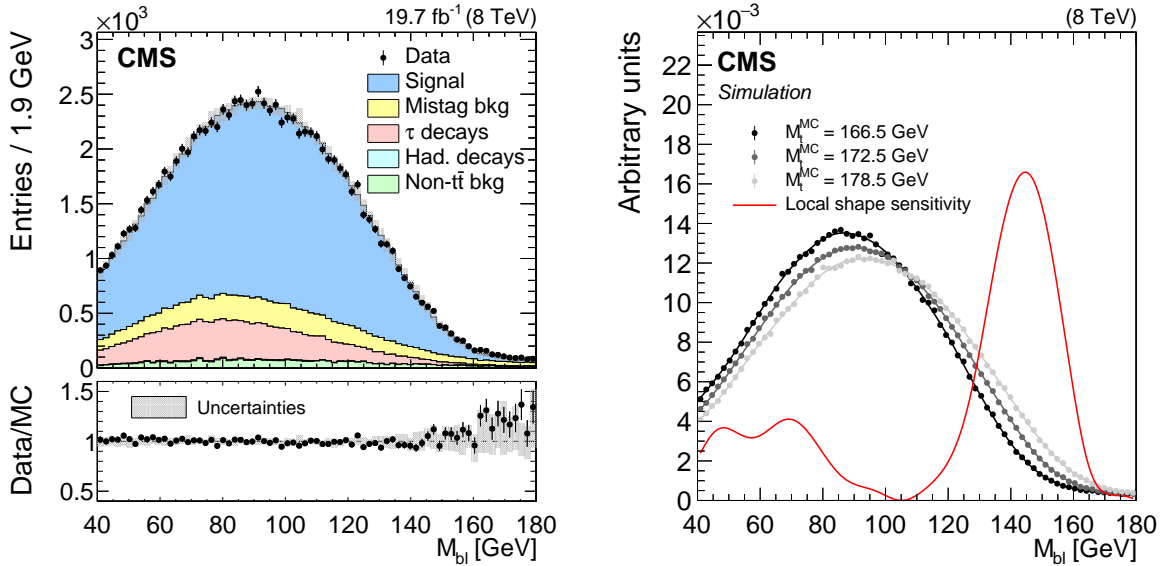 ×10³
19.7 fb⁻¹ (8 TeV)
CMS
Data
Signal
Mistag bkg
τ decays
Had. decays
Non-tt̄ bkg
Entries / 1.9 GeV
3
2.5
2
1.5
1
0.5
0
Uncertainties
Data/MC
1.5
1
0.5
40 60 80 100 120 140 160 180
M_bl [GeV]
×10⁻³
(8 TeV)
CMS
Simulation
M_t^MC = 166.5 GeV
M_t^MC = 172.5 GeV
M_t^MC = 178.5 GeV
Local shape sensitivity
Arbitrary units
22
20
18
16
14
12
10
8
6
4
2
0
40 60 80 100 120 140 160 180
M_bl [GeV]